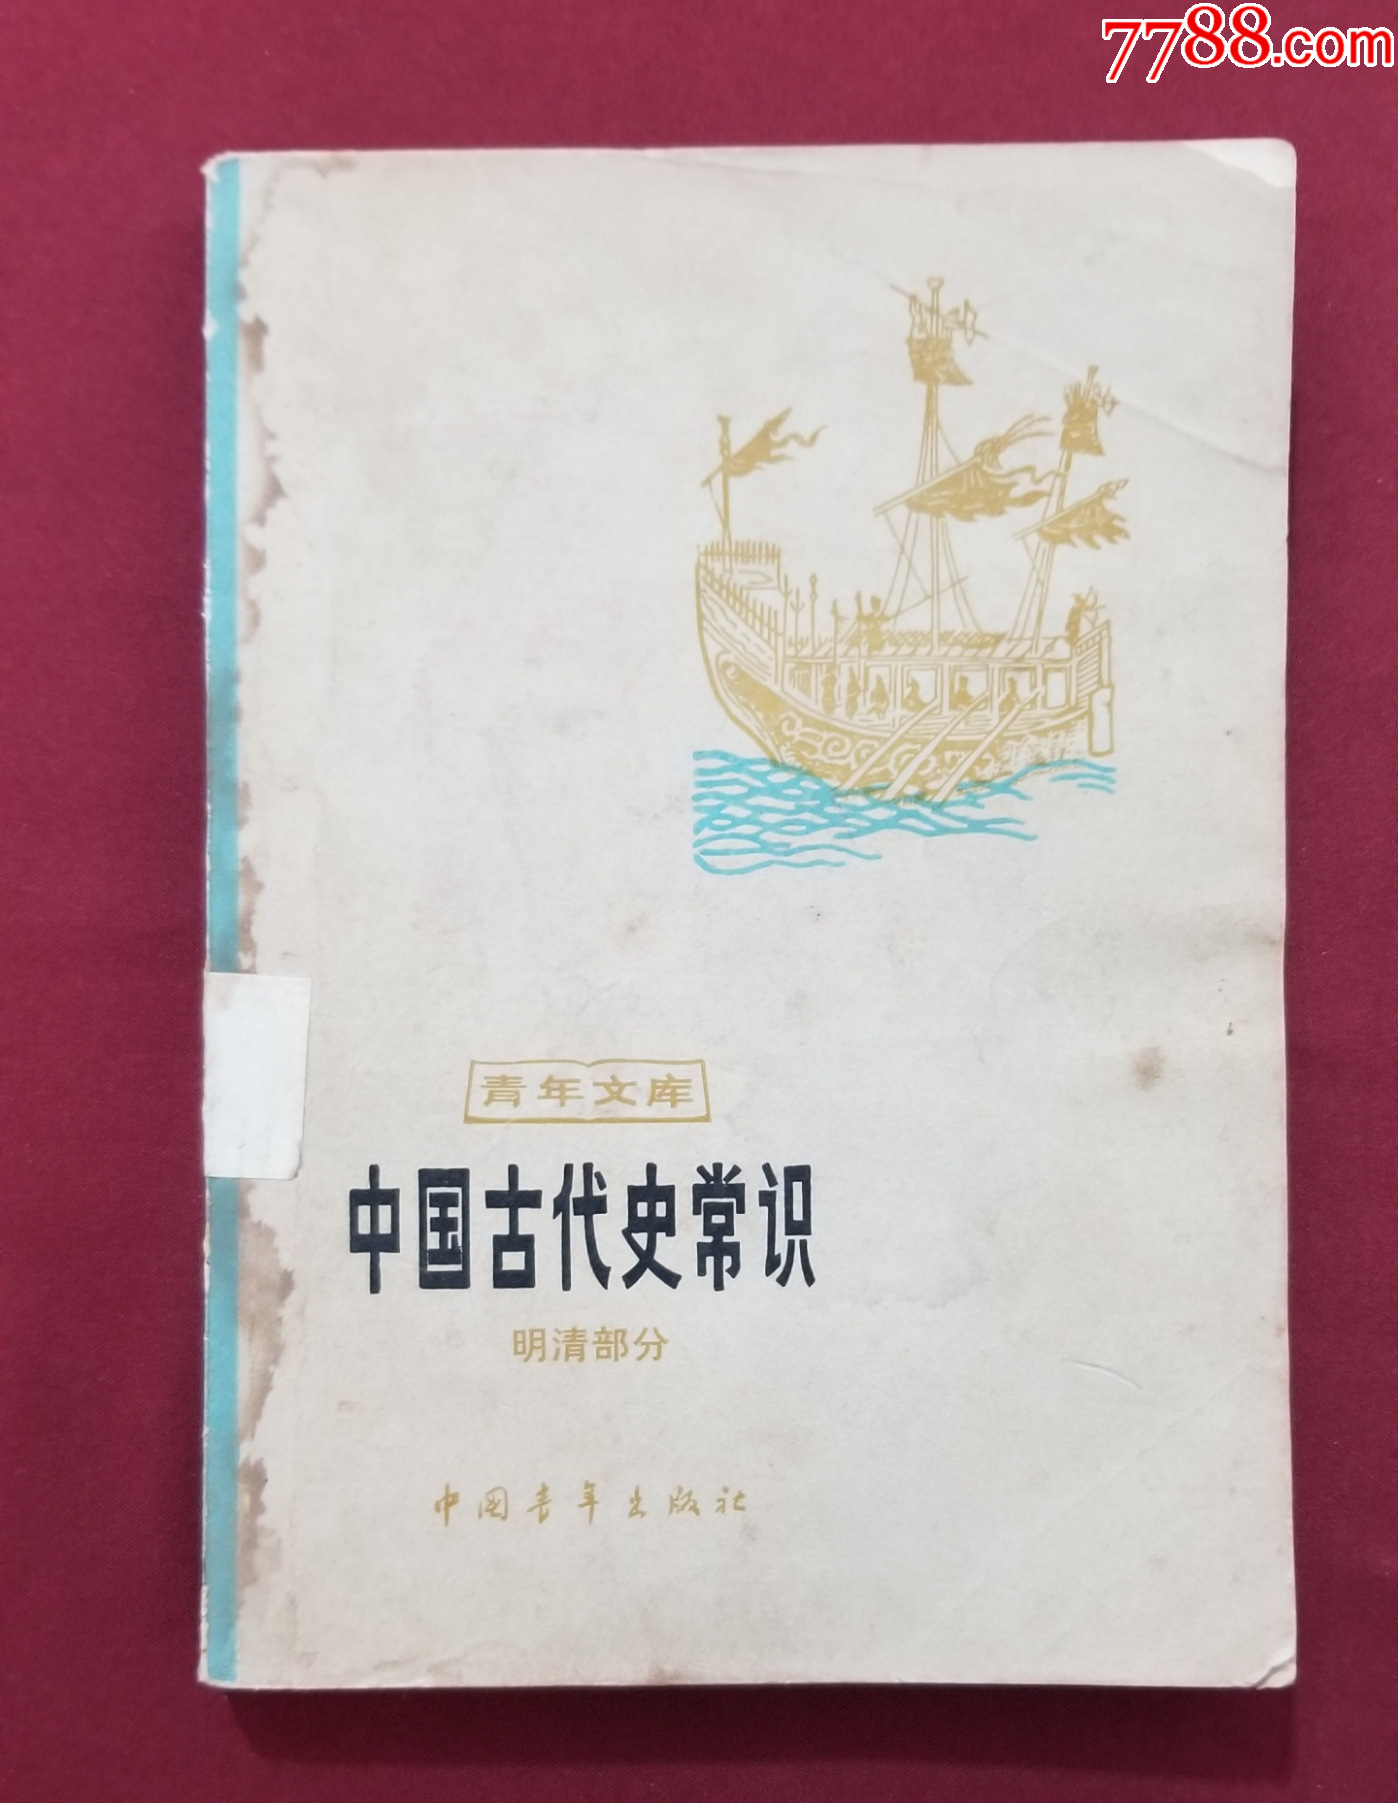 7788.com
青年文库
中国古代史常识
明清部分
中国青年出版社